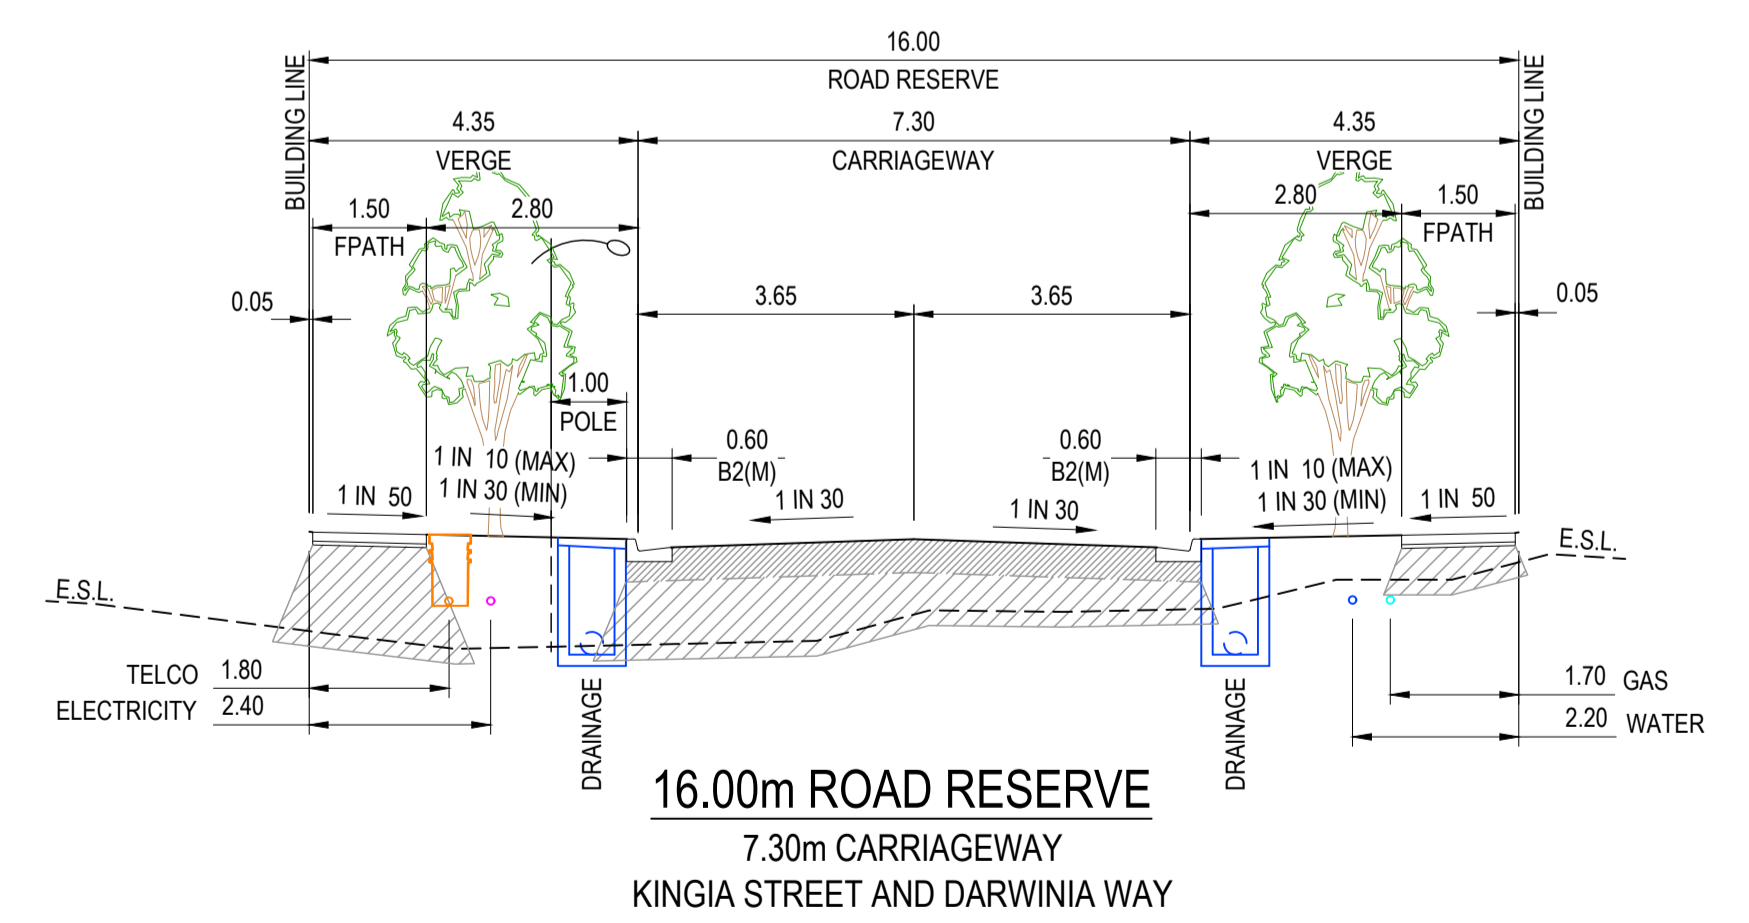 16.00
ROAD RESERVE
BUILDING LINE
BUILDING LINE
4.35
7.30
4.35
VERGE
CARRIAGEWAY
VERGE
1.50
2.80
2.80
1.50
FPATH
FPATH
0.05
3.65
3.65
0.05
1.00
POLE
0.60
B2(M)
0.60
B2(M)
1 IN 10 (MAX)
1 IN 30 (MIN)
1 IN 10 (MAX)
1 IN 30 (MIN)
1 IN 50
1 IN 30
1 IN 30
1 IN 50
E.S.L.
E.S.L.
TELCO 1.80
ELECTRICITY 2.40
DRAINAGE
DRAINAGE
1.70 GAS
2.20 WATER
16.00m ROAD RESERVE
7.30m CARRIAGEWAY
KINGIA STREET AND DARWINIA WAY